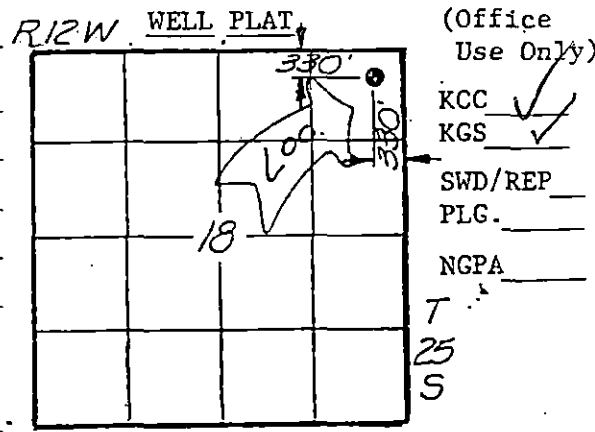 R12W WELL PLAT
(Office
Use Only)
330'
330'
KCC
KGS
SWD/REP
PLG.
NGPA
18
T
25
S